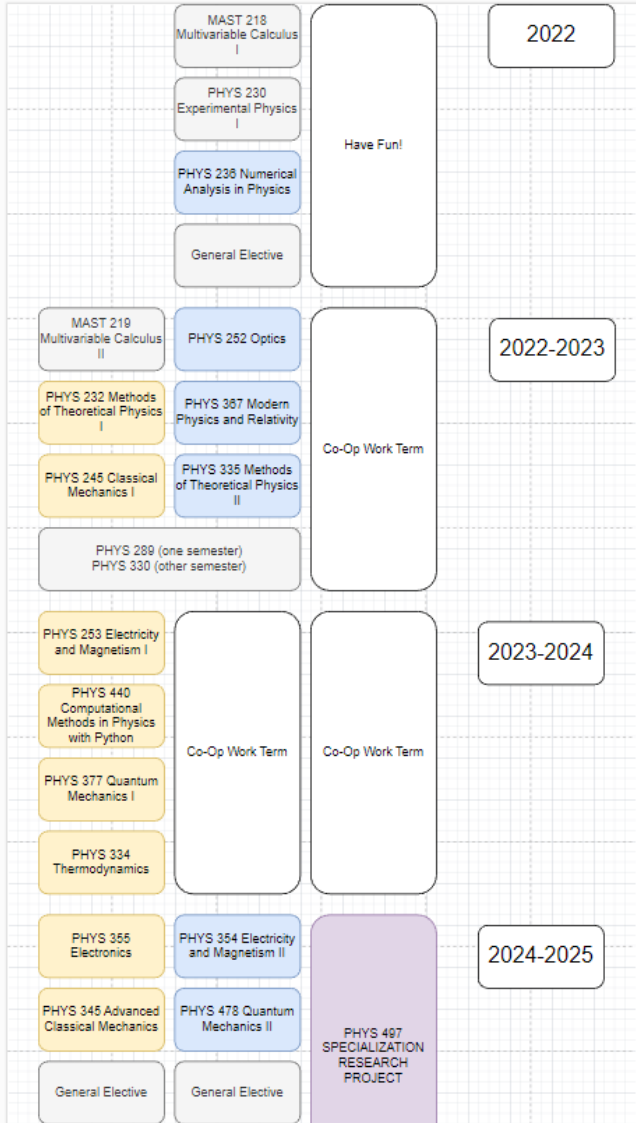 MAST 218
Multivariable Calculus
I
2022
PHYS 230
Experimental Physics
I
Have Fun!
PHYS 236 Numerical
Analysis in Physics
General Elective
MAST 219
Multivariable Calculus
II
PHYS 252 Optics
2022-2023
PHYS 232 Methods
of Theoretical Physics
I
PHYS 367 Modern
Physics and Relativity
Co-Op Work Term
PHYS 245 Classical
Mechanics I
PHYS 335 Methods
of Theoretical Physics
II
PHYS 289 (one semester)
PHYS 330 (other semester)
PHYS 253 Electricity
and Magnetism I
2023-2024
PHYS 440
Computational
Methods in Physics
with Python
Co-Op Work Term
Co-Op Work Term
PHYS 377 Quantum
Mechanics I
PHYS 334
Thermodynamics
PHYS 355
Electronics
PHYS 354 Electricity
and Magnetism II
2024-2025
PHYS 345 Advanced
Classical Mechanics
PHYS 478 Quantum
Mechanics II
PHYS 497
SPECIALIZATION
RESEARCH
PROJECT
General Elective
General Elective